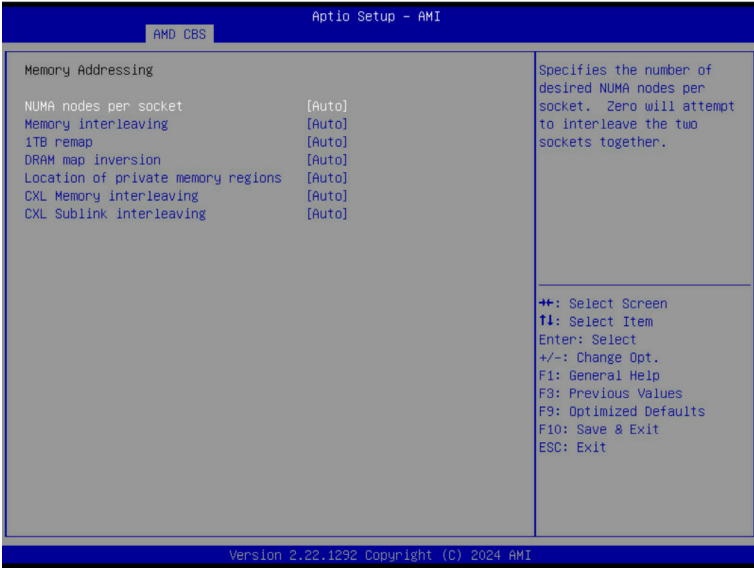 Aptio Setup – AMI
AMD CBS
Memory Addressing
NUMA nodes per socket [Auto]
Memory interleaving [Auto]
1TB remap [Auto]
DRAM map inversion [Auto]
Location of private memory regions [Auto]
CXL Memory interleaving [Auto]
CXL Sublink interleaving [Auto]
Specifies the number of
desired NUMA nodes per
socket. Zero will attempt
to interleave the two
sockets together.
→←: Select Screen
↑↓: Select Item
Enter: Select
+/-: Change Opt.
F1: General Help
F3: Previous Values
F9: Optimized Defaults
F10: Save & Exit
ESC: Exit
Version 2.22.1292 Copyright (C) 2024 AMI